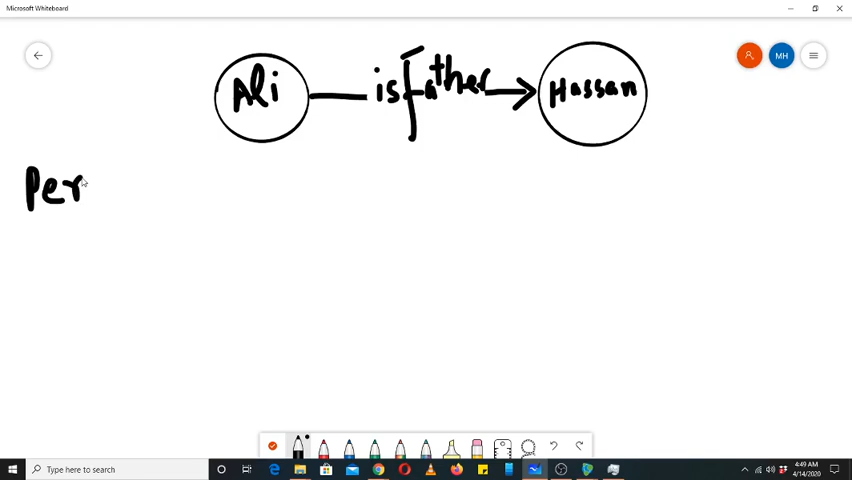 Microsoft Whiteboard
MH
Ali isfather Hassan
Per
Type here to search
4:49 AM
4/14/2020